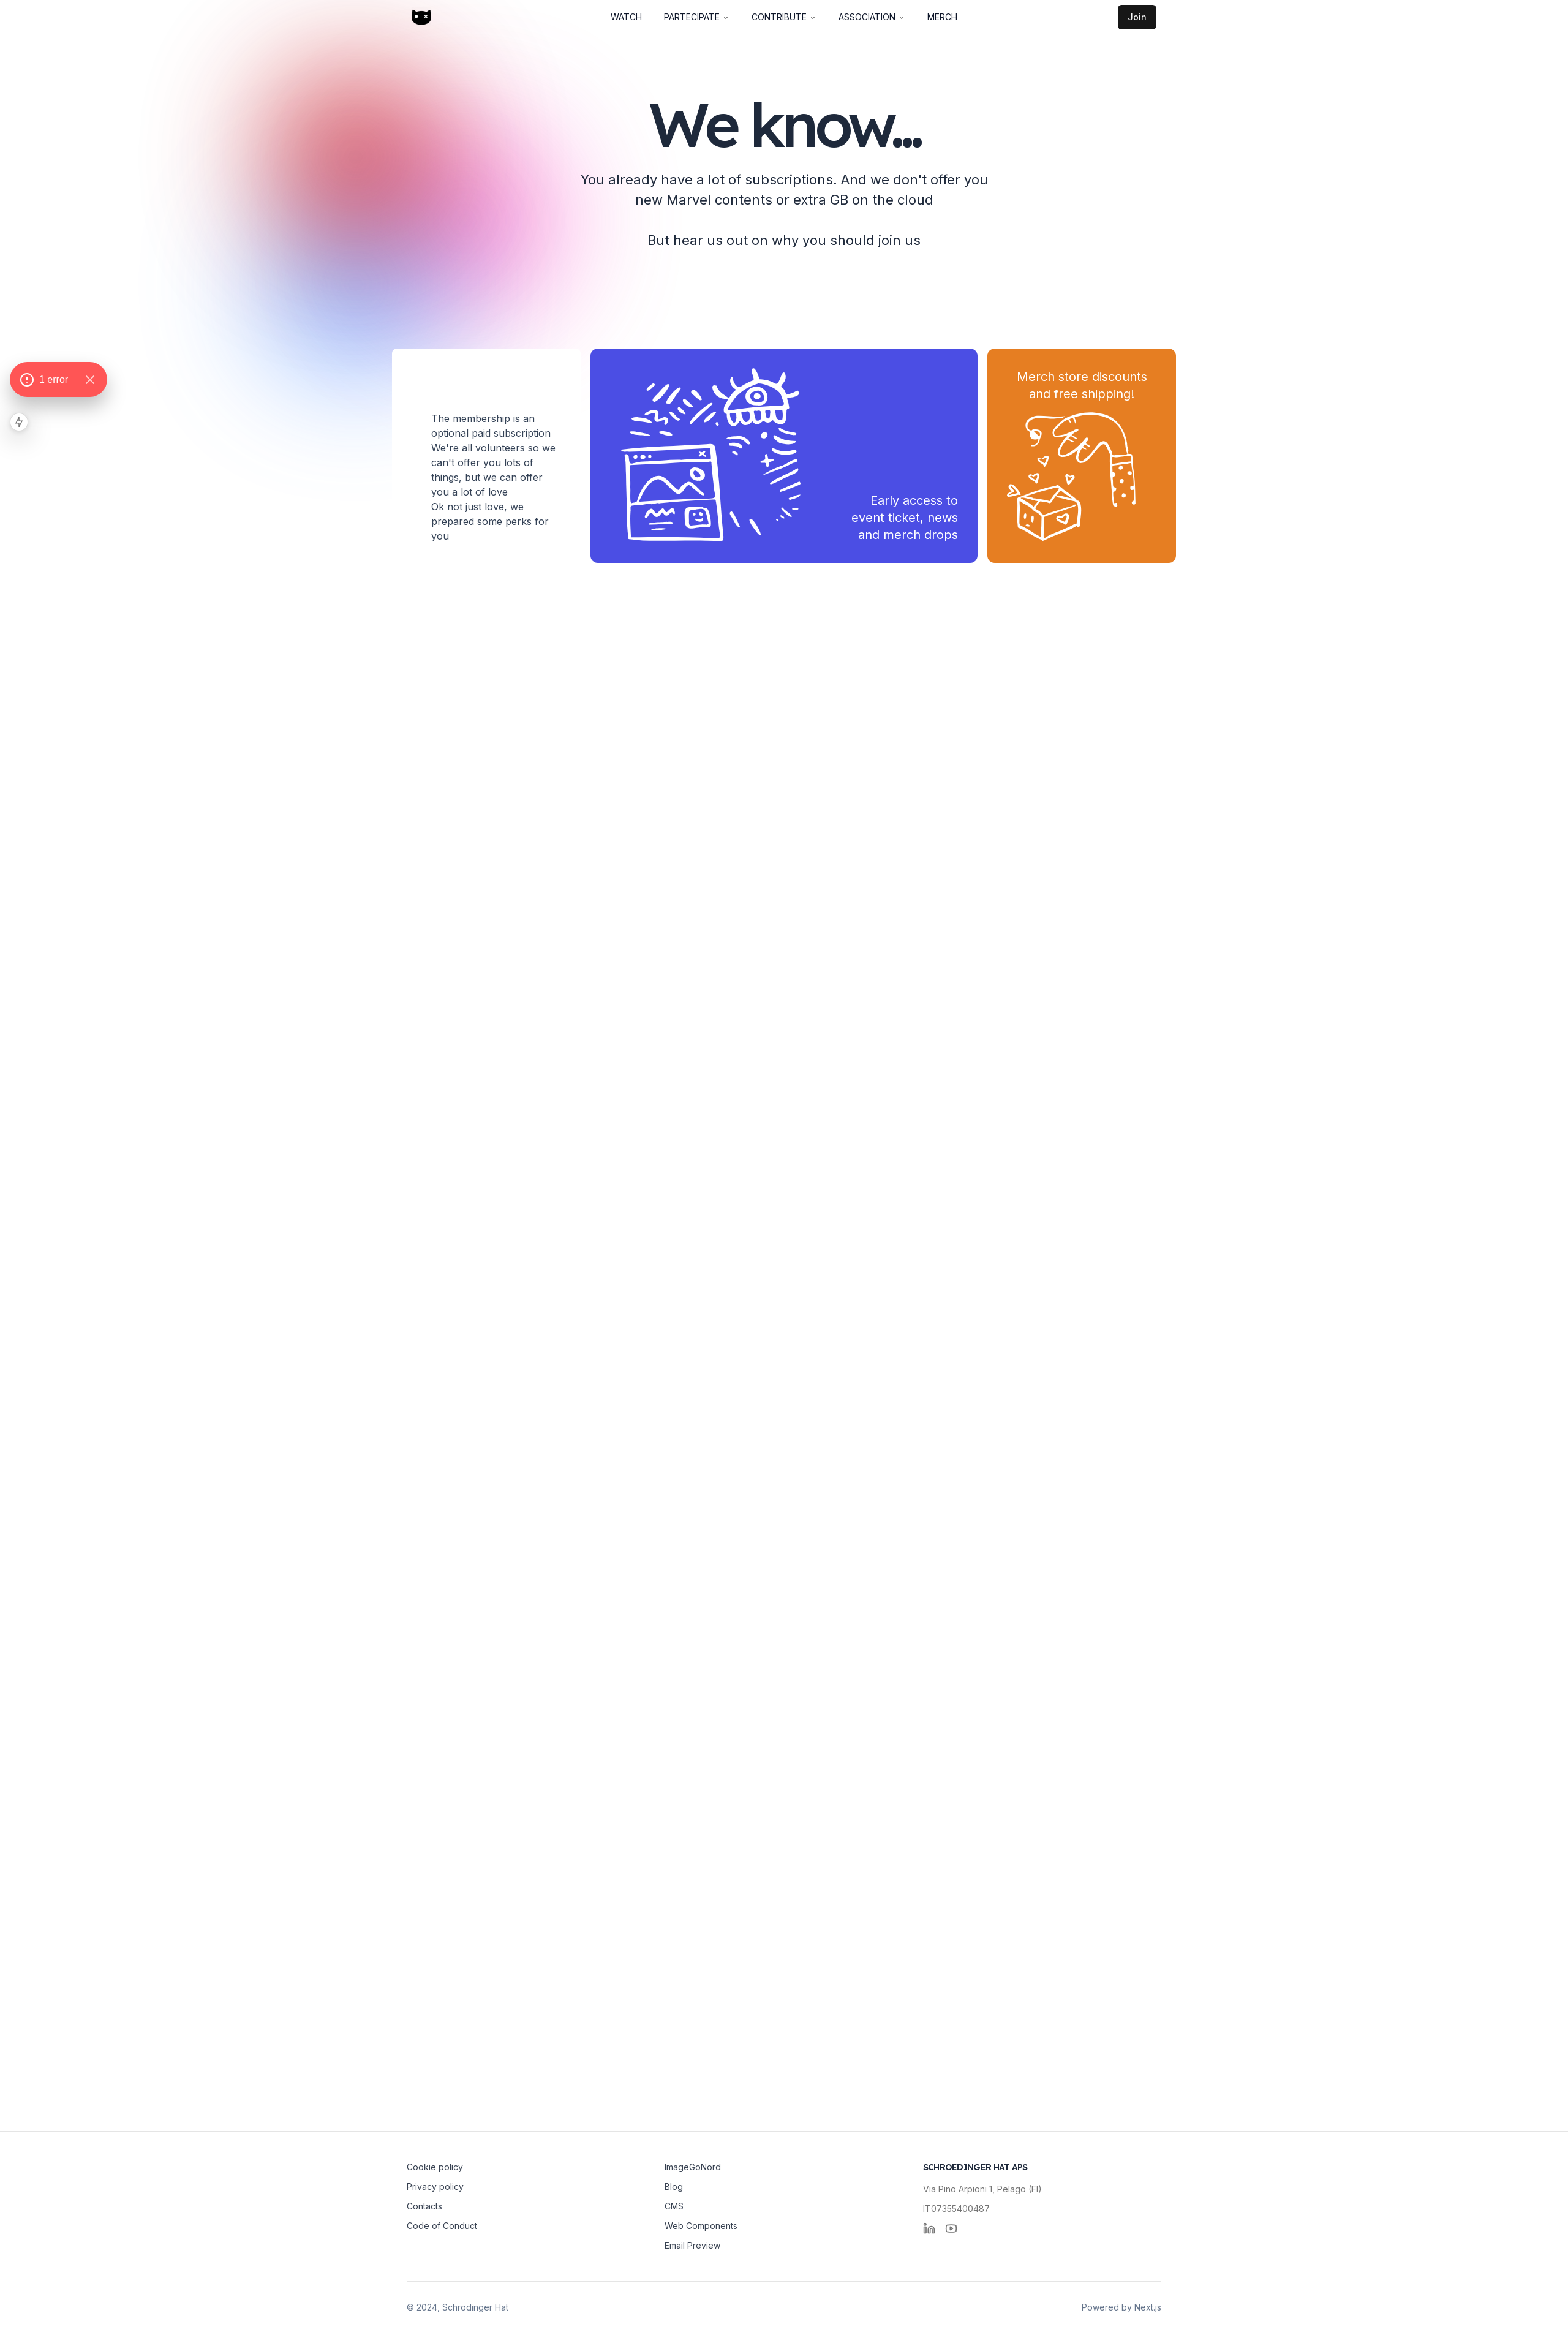 WATCH PARTECIPATE CONTRIBUTE ASSOCIATION MERCH Join
We know...
You already have a lot of subscriptions. And we don't offer you
new Marvel contents or extra GB on the cloud
But hear us out on why you should join us
1 error
The membership is an
optional paid subscription
We're all volunteers so we
can't offer you lots of
things, but we can offer
you a lot of love
Ok not just love, we
prepared some perks for
you
Early access to
event ticket, news
and merch drops
Merch store discounts
and free shipping!
Cookie policy
Privacy policy
Contacts
Code of Conduct
ImageGoNord
Blog
CMS
Web Components
Email Preview
SCHROEDINGER HAT APS
Via Pino Arpioni 1, Pelago (FI)
IT07355400487
© 2024, Schrödinger Hat
Powered by Next.js